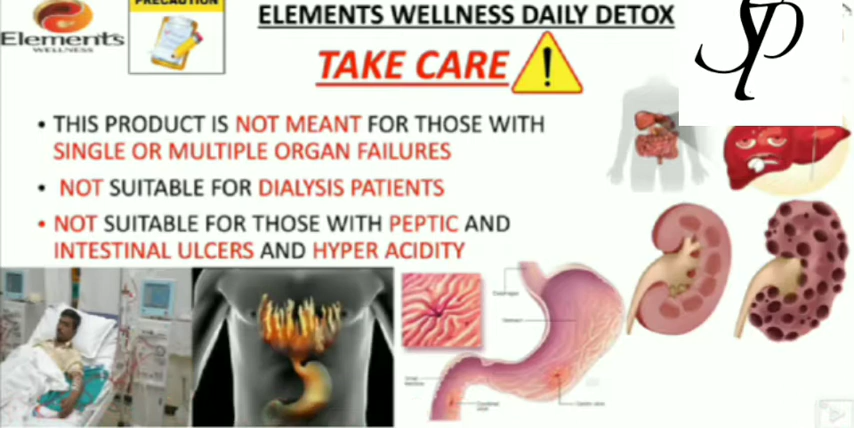 PRECAUTION
ELEMENTS WELLNESS DAILY DETOX
Elements
WELLNESS
TAKE CARE
!
Sp
• THIS PRODUCT IS NOT MEANT FOR THOSE WITH
SINGLE OR MULTIPLE ORGAN FAILURES
• NOT SUITABLE FOR DIALYSIS PATIENTS
• NOT SUITABLE FOR THOSE WITH PEPTIC AND
INTESTINAL ULCERS AND HYPER ACIDITY